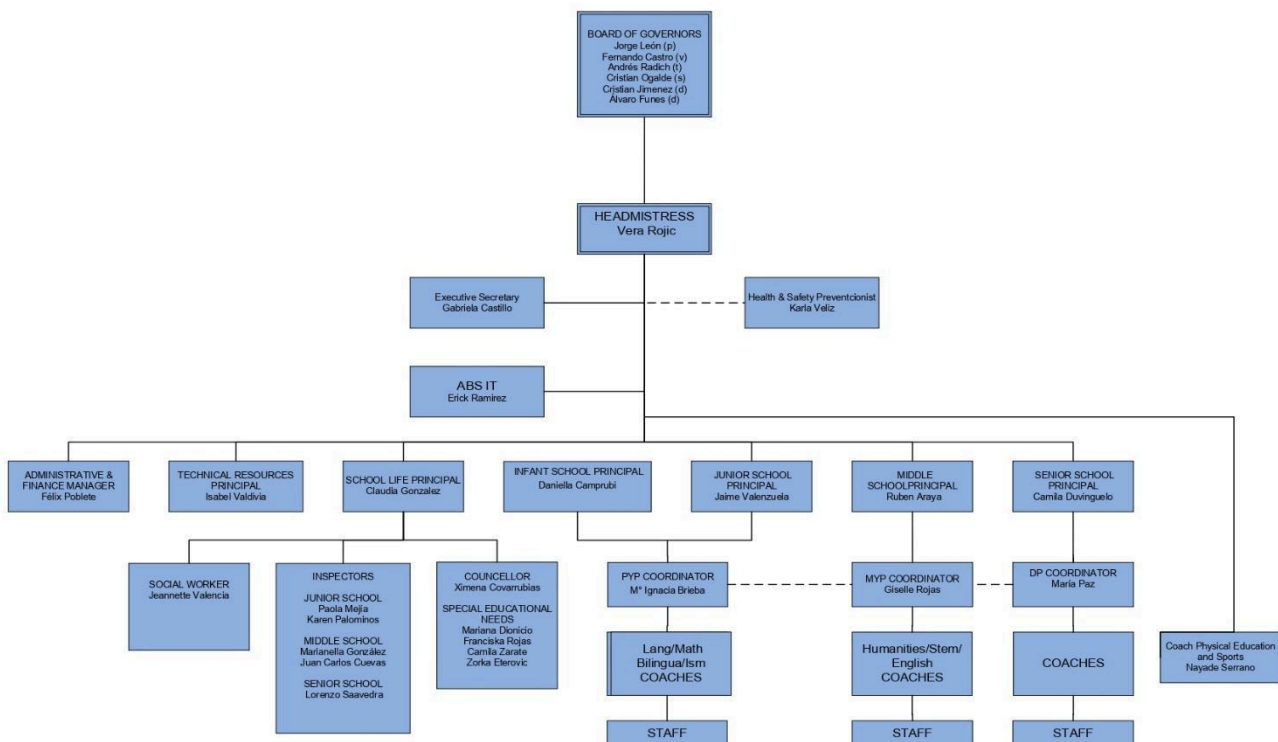 BOARD OF GOVERNORS
Jorge León (p)
Fernando Castro (v)
Andrés Radich (t)
Cristian Ogalde (s)
Cristian Jimenez (d)
Álvaro Funes (d)
HEADMISTRESS
Vera Rojic
Executive Secretary
Gabriela Castillo
Health & Safety Preventcionist
Karla Veliz
ABS IT
Erick Ramirez
ADMINISTRATIVE &
FINANCE MANAGER
Félix Poblete
TECHNICAL RESOURCES
PRINCIPAL
Isabel Valdivia
SCHOOL LIFE PRINCIPAL
Claudia Gonzalez
INFANT SCHOOL PRINCIPAL
Daniella Camprubi
JUNIOR SCHOOL
PRINCIPAL
Jaime Valenzuela
MIDDLE
SCHOOLPRINCIPAL
Ruben Araya
SENIOR SCHOOL
PRINCIPAL
Camila Duvinguelo
SOCIAL WORKER
Jeannette Valencia
INSPECTORS
JUNIOR SCHOOL
Paola Mejía
Karen Palominos
MIDDLE SCHOOL
Marianella González
Juan Carlos Cuevas
SENIOR SCHOOL
Lorenzo Saavedra
COUNCELLOR
Ximena Covarrubias
SPECIAL EDUCATIONAL
NEEDS
Mariana Dionicio
Franciska Rojas
Camila Zarate
Zorka Eterovic
PYP COORDINATOR
M° Ignacia Brieba
MYP COORDINATOR
Giselle Rojas
DP COORDINATOR
María Paz
Lang/Math
Bilingua/Ism
COACHES
Humanities/Stem/
English
COACHES
COACHES
Coach Physical Education
and Sports
Nayade Serrano
STAFF
STAFF
STAFF